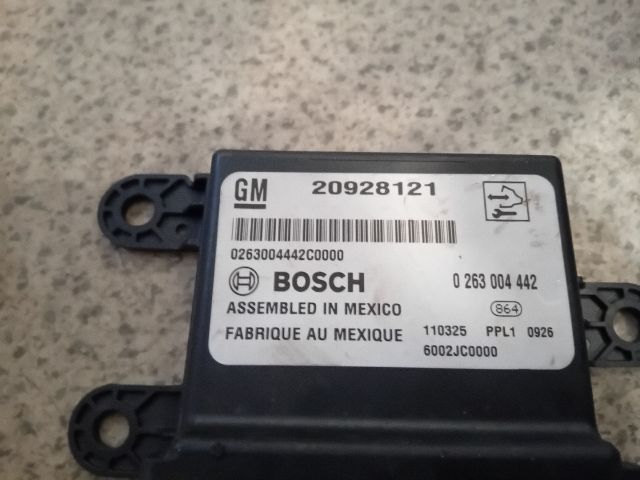 GM 20928121
0263004442C0000
BOSCH 0 263 004 442
ASSEMBLED IN MEXICO 864
FABRIQUE AU MEXIQUE 110325 PPL1 0926
6002JC0000